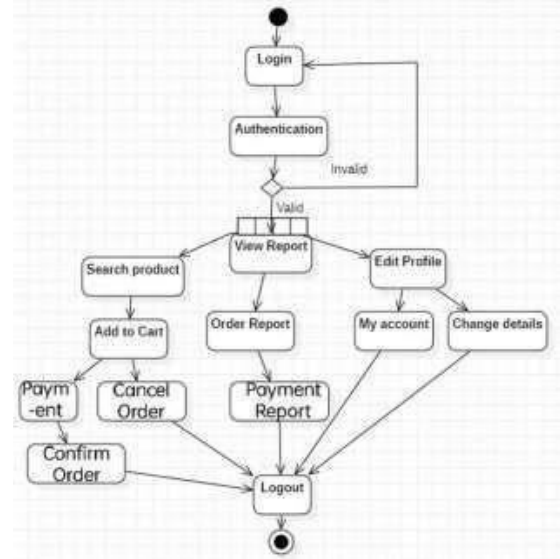 Login
Authentication
Invalid
Valid
View Report
Search product
Edit Profile
Add to Cart
Order Report
My account
Change details
Paym
-ent
Cancel
Order
Payment
Report
Confirm
Order
Logout